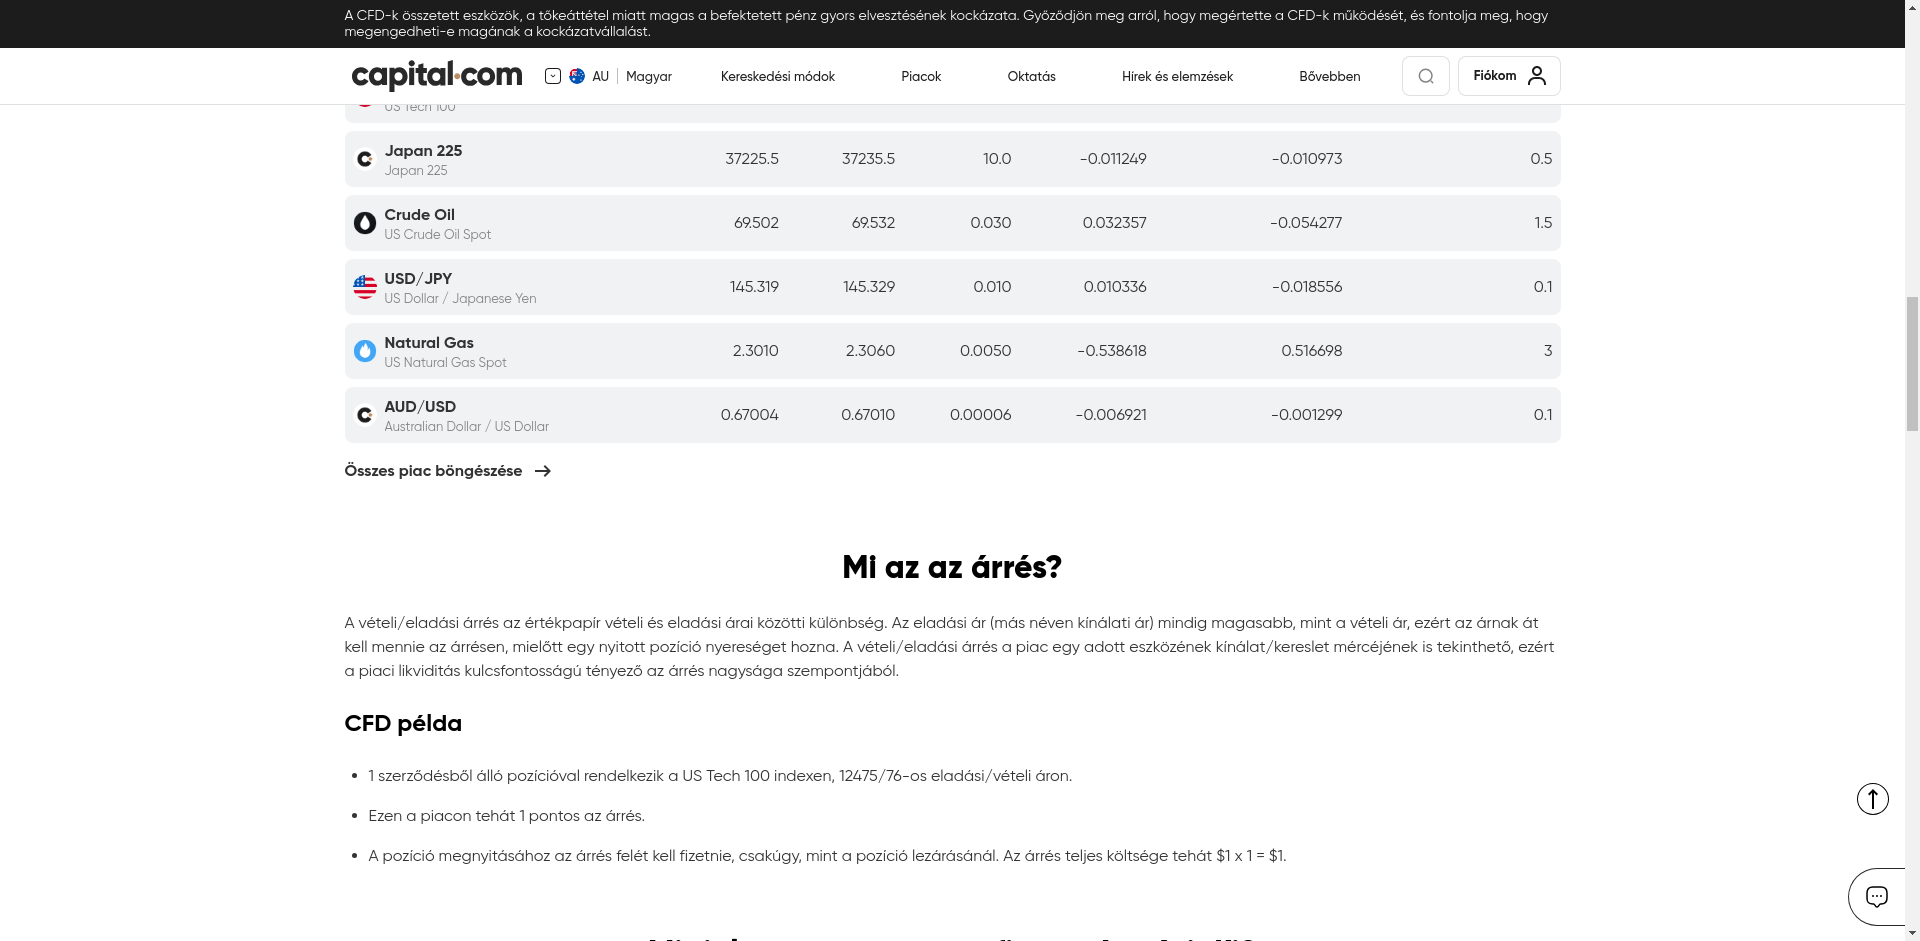 A CFD-k összetett eszközök, a tőkeáttétel miatt magas a befektetett pénz gyors elvesztésének kockázata. Győződjön meg arról, hogy megértette a CFD-k működését, és fontolja meg, hogy
megengedheti-e magának a kockázatvállalást.
capital.com AU Magyar Kereskedési módok Piacok Oktatás Hírek és elemzések Bővebben Fiókom
US Tech 100
Japan 225
Japan 225
37225.5 37235.5 10.0 -0.011249 -0.010973 0.5
Crude Oil
US Crude Oil Spot
69.502 69.532 0.030 0.032357 -0.054277 1.5
USD/JPY
US Dollar / Japanese Yen
145.319 145.329 0.010 0.010336 -0.018556 0.1
Natural Gas
US Natural Gas Spot
2.3010 2.3060 0.0050 -0.538618 0.516698 3
AUD/USD
Australian Dollar / US Dollar
0.67004 0.67010 0.00006 -0.006921 -0.001299 0.1
Összes piac böngészése
Mi az az árrés?
A vételi/eladási árrés az értékpapír vételi és eladási árai közötti különbség. Az eladási ár (más néven kínálati ár) mindig magasabb, mint a vételi ár, ezért az árnak át
kell mennie az árrésen, mielőtt egy nyitott pozíció nyereséget hozna. A vételi/eladási árrés a piac egy adott eszközének kínálat/kereslet mércéjének is tekinthető, ezért
a piaci likviditás kulcsfontosságú tényező az árrés nagysága szempontjából.
CFD példa
• 1 szerződésből álló pozícióval rendelkezik a US Tech 100 indexen, 12475/76-os eladási/vételi áron.
• Ezen a piacon tehát 1 pontos az árrés.
• A pozíció megnyitásához az árrés felét kell fizetnie, csakúgy, mint a pozíció lezárásánál. Az árrés teljes költsége tehát $1 x 1 = $1.